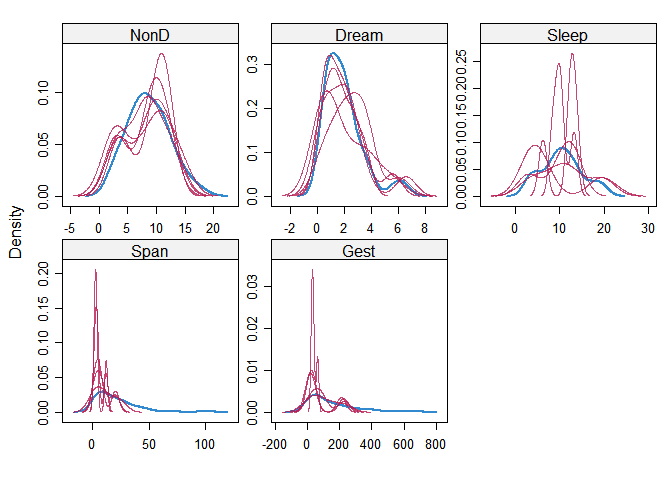 NonD
Dream
Sleep
0.00 0.05 0.10
0.0 0.1 0.2 0.3
0.00 0.05 0.10 0.15 0.20 0.25
-5 0 5 10 15 20
-2 0 2 4 6 8
0 10 20 30
Density
Span
Gest
0.00 0.05 0.10 0.15 0.20
0.00 0.01 0.02 0.03
0 50 100
-200 0 200 400 600 800